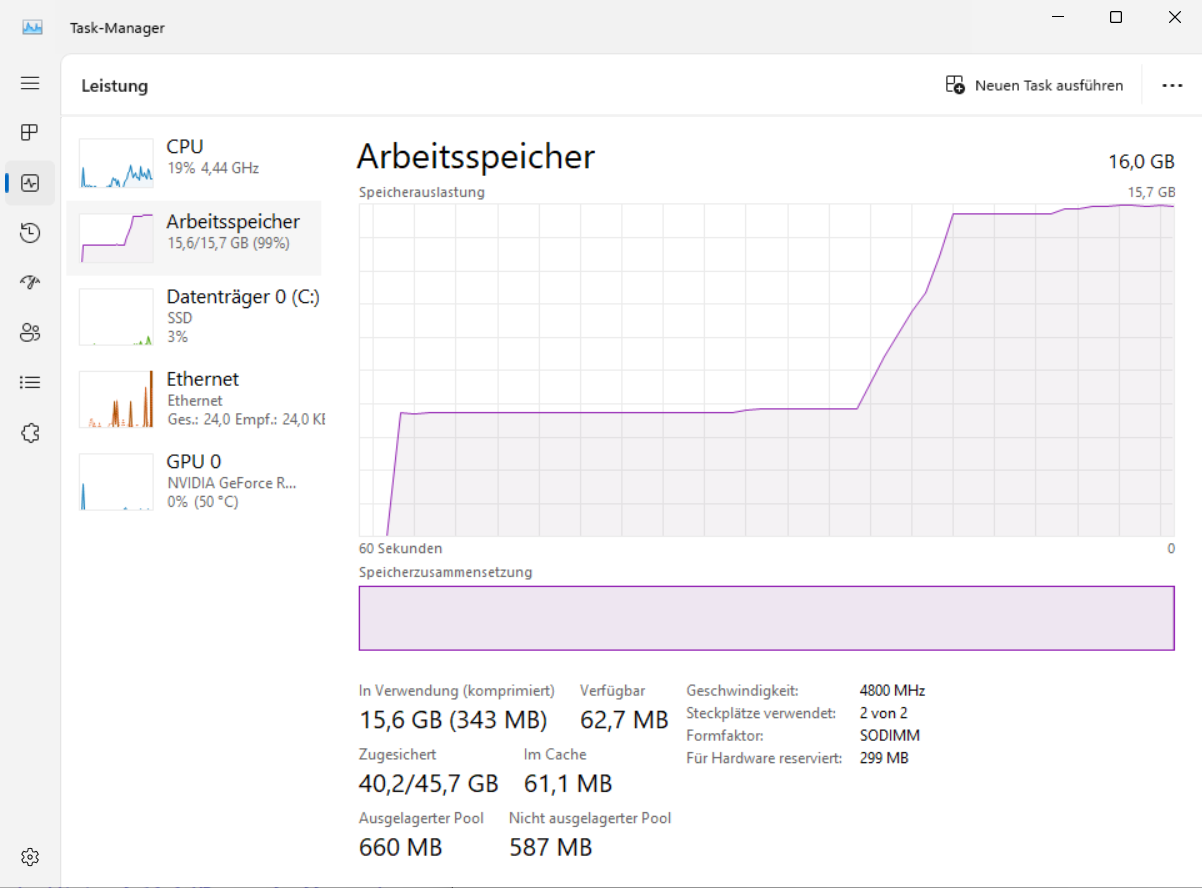 Task-Manager
Leistung
Neuen Task ausführen
CPU
19% 4,44 GHz
Arbeitsspeicher
15,6/15,7 GB (99%)
Datenträger 0 (C:)
SSD
3%
Ethernet
Ethernet
Ges.: 24,0 Empf.: 24,0 KE
GPU 0
NVIDIA GeForce R...
0% (50 °C)
Arbeitsspeicher
16,0 GB
Speicherauslastung
15,7 GB
60 Sekunden
0
Speicherzusammensetzung
In Verwendung (komprimiert)
Verfügbar
15,6 GB (343 MB)
62,7 MB
Zugesichert
Im Cache
40,2/45,7 GB
61,1 MB
Ausgelagerter Pool
Nicht ausgelagerter Pool
660 MB
587 MB
Geschwindigkeit: 4800 MHz
Steckplätze verwendet: 2 von 2
Formfaktor: SODIMM
Für Hardware reserviert: 299 MB